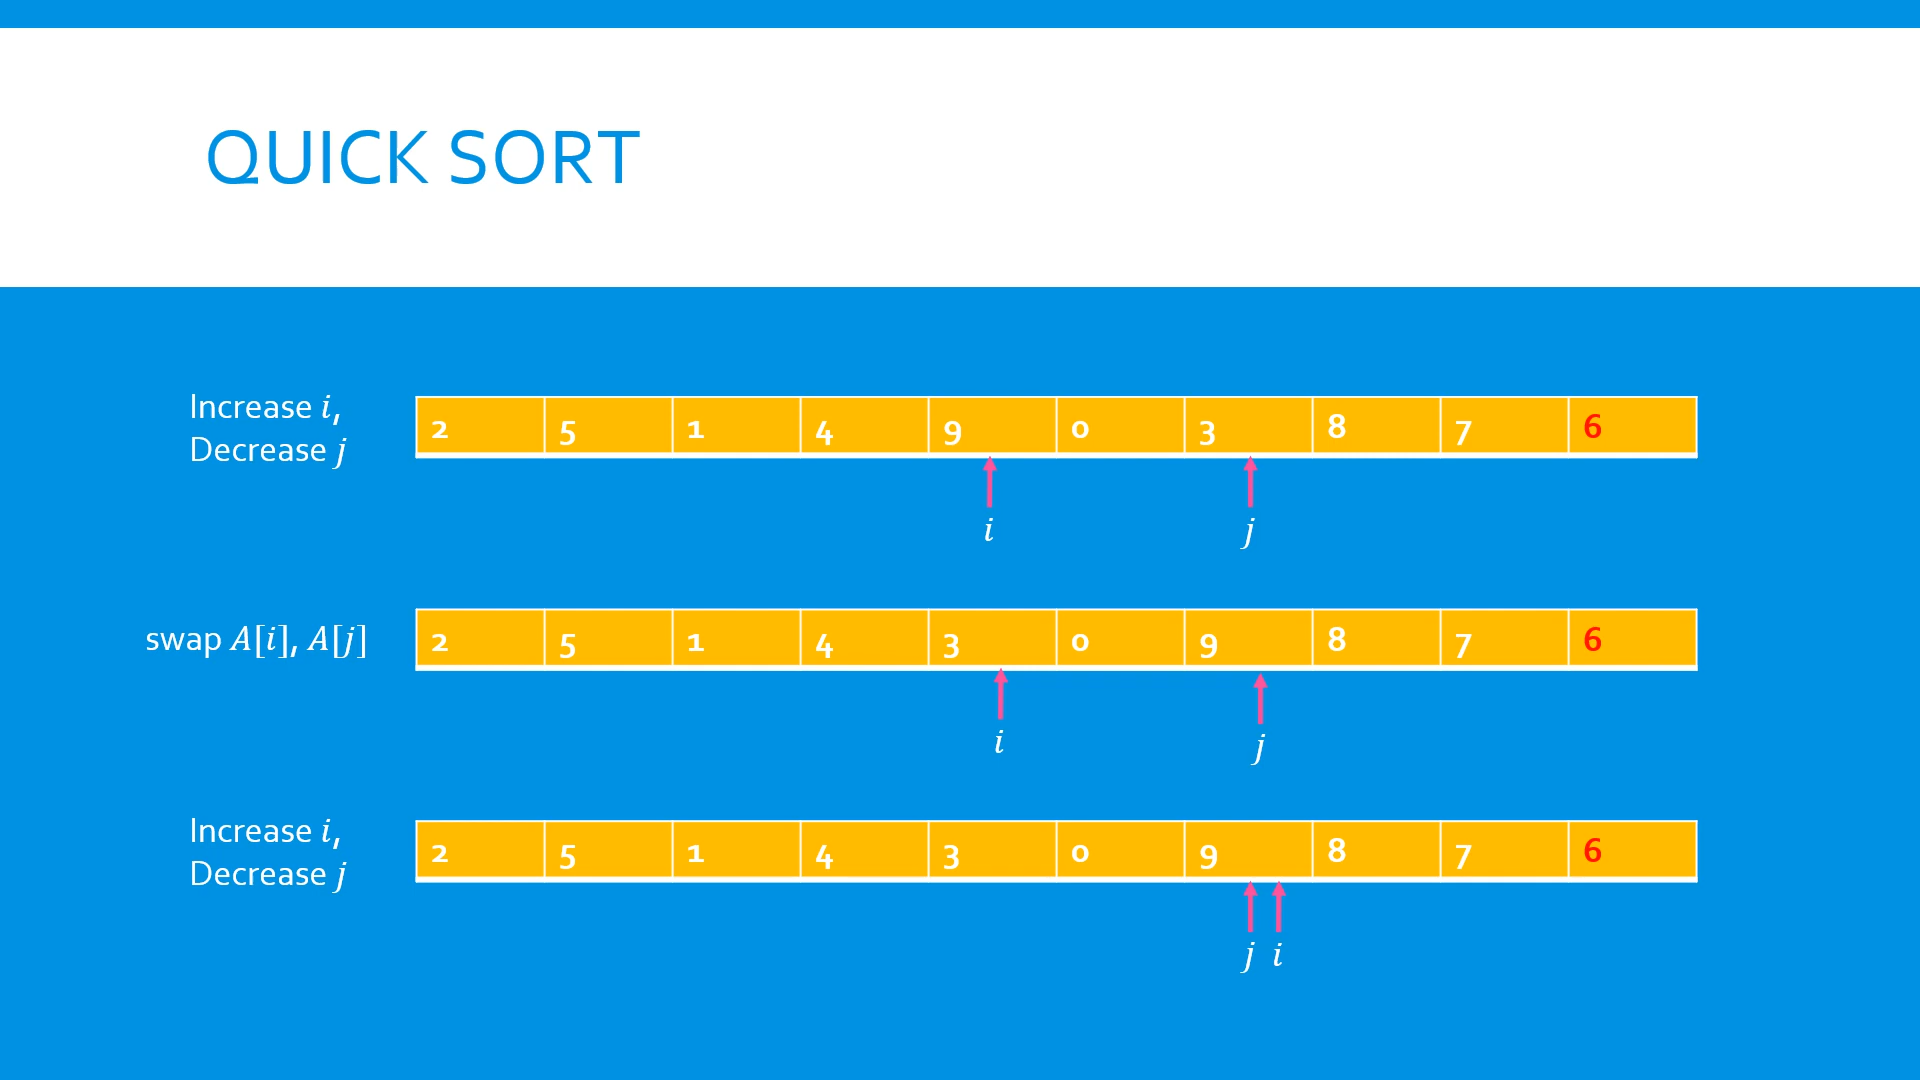 QUICK SORT
Increase i,
Decrease j
2 5 1 4 9 0 3 8 7 6
i j
swap A[i], A[j]
2 5 1 4 3 0 9 8 7 6
i j
Increase i,
Decrease j
2 5 1 4 3 0 9 8 7 6
j i